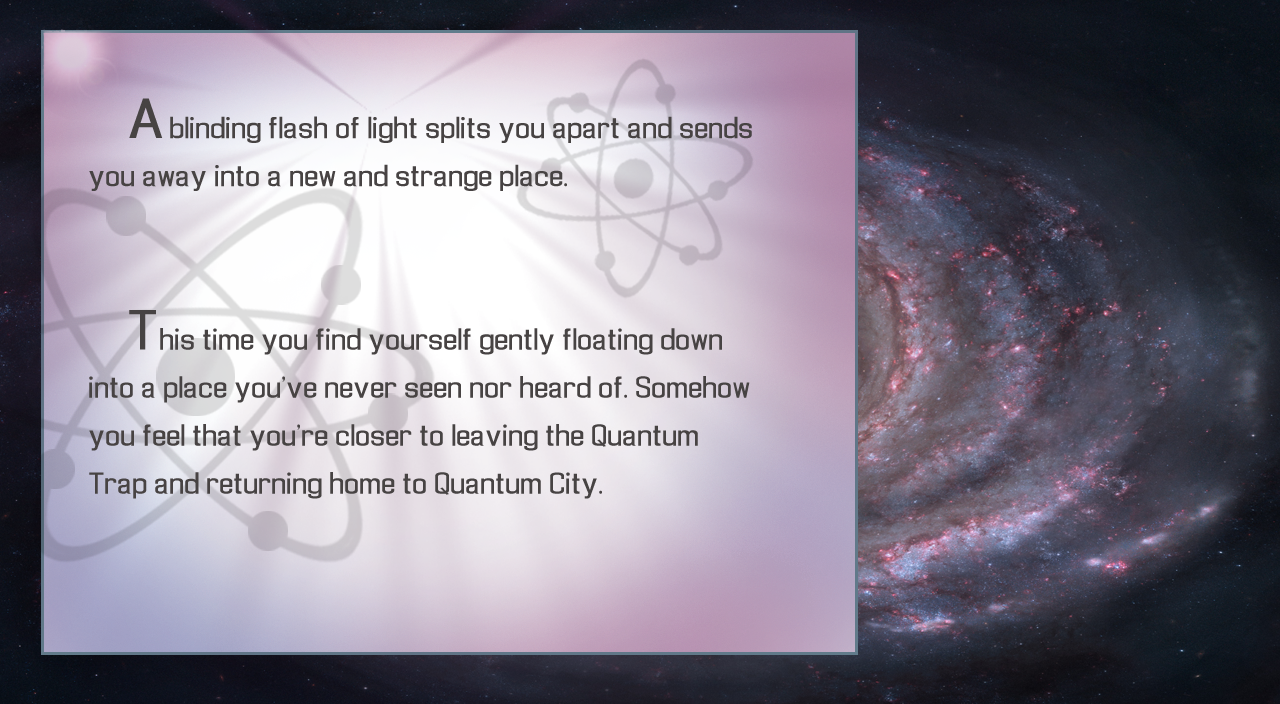 A blinding flash of light splits you apart and sends
you away into a new and strange place.
This time you find yourself gently floating down
into a place you've never seen nor heard of. Somehow
you feel that you're closer to leaving the Quantum
Trap and returning home to Quantum City.